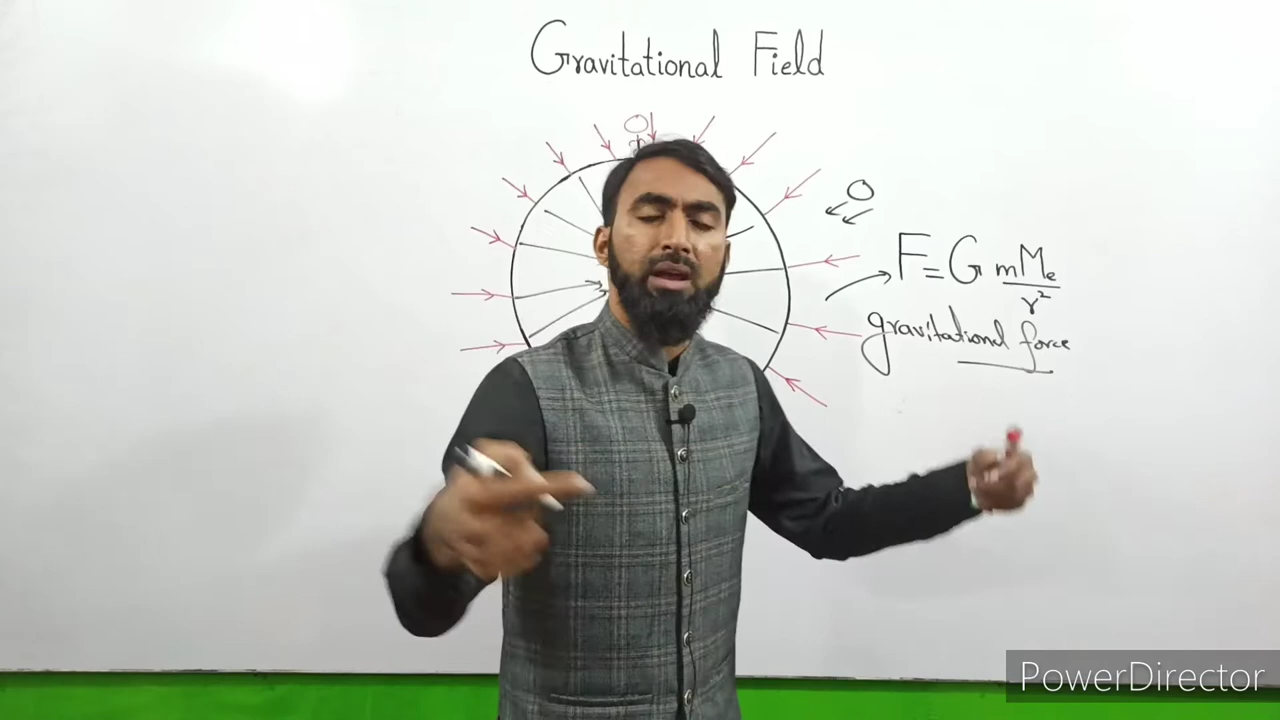 Gravitational Field
F = G mMe/r²
gravitational force
PowerDirector